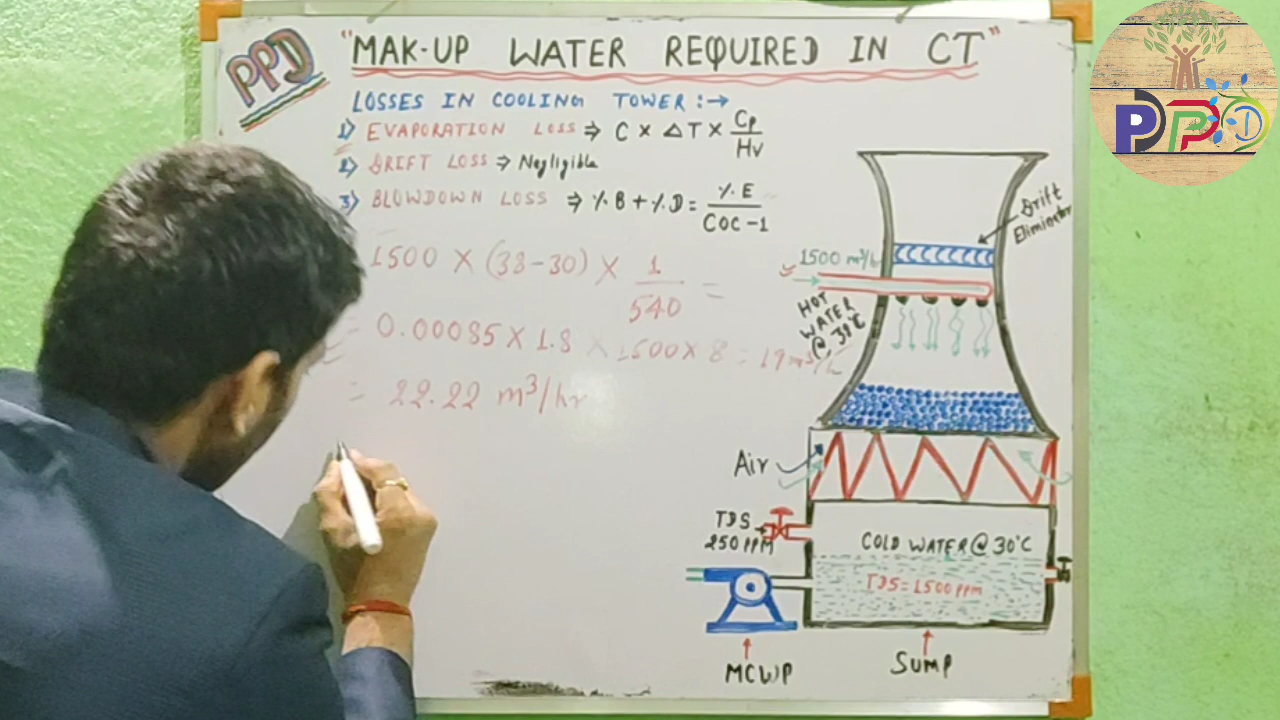 PPD
"MAK-UP WATER REQUIRED IN CT"
LOSSES IN COOLING TOWER :→
1) EVAPORATION LOSS ⇒ C × ΔT × Cp/Hv
2) DRIFT LOSS ⇒ Negligible
3) BLOWDOWN LOSS ⇒ %B + %D = %E/COC-1
1500 × (38-30) × 1/540 =
= 0.00085 × 1.8 × 1500 × 8 = 19 m³/h
= 22.22 m³/hr
Drift
Eliminator
1500 m³/hr
HOT
WATER
@ 38°C
Air
TDS
250 PPM
COLD WATER @ 30°C
TDS = 1500 ppm
MCWP
SUMP
PPD